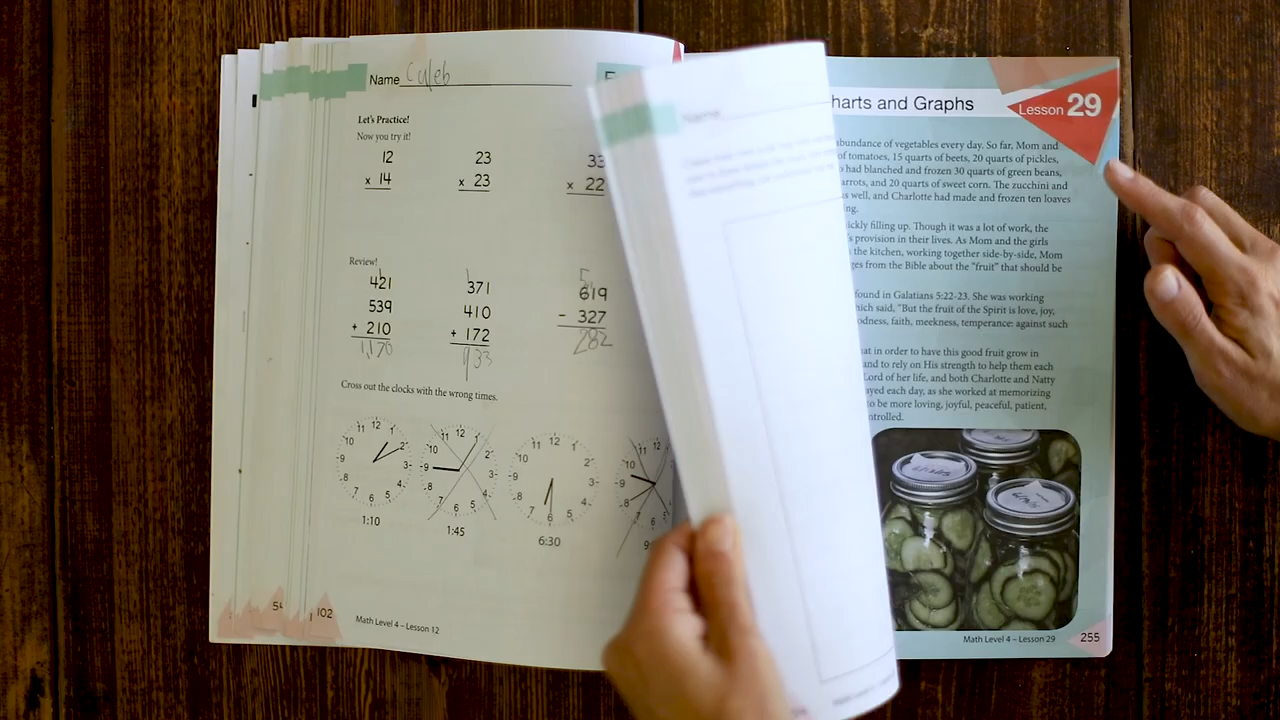 Name Caleb
E
Let's Practice!
Now you try it!
12 23 33
x 14 x 23 x 22
Review!
421 371 619
539 410 - 327
+ 210 + 172 282
1,170 933
Cross out the clocks with the wrong times.
1:10 1:45 6:30
54 102 Math Level 4 – Lesson 12
Name
harts and Graphs Lesson 29
abundance of vegetables every day. So far, Mom and
of tomatoes, 15 quarts of beets, 20 quarts of pickles,
had blanched and frozen 30 quarts of green beans,
arrots, and 20 quarts of sweet corn. The zucchini and
as well, and Charlotte had made and frozen ten loaves
ng.
ickly filling up. Though it was a lot of work, the
's provision in their lives. As Mom and the girls
the kitchen, working together side-by-side, Mom
ges from the Bible about the "fruit" that should be
found in Galatians 5:22-23. She was working
ich said, "But the fruit of the Spirit is love, joy,
odness, faith, meekness, temperance: against such
at in order to have this good fruit grow in
and to rely on His strength to help them each
Lord of her life, and both Charlotte and Natty
ayed each day, as she worked at memorizing
to be more loving, joyful, peaceful, patient,
ntrolled.
Math Level 4 – Lesson 29 255